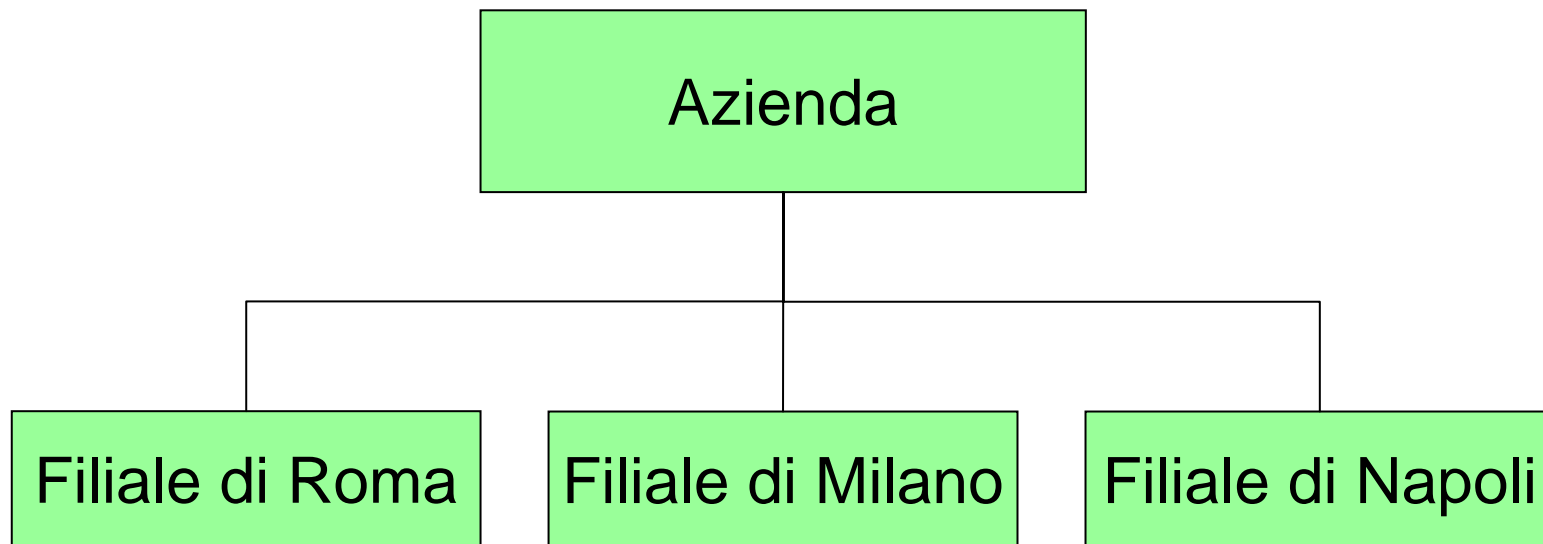 Azienda
Filiale di Roma
Filiale di Milano
Filiale di Napoli